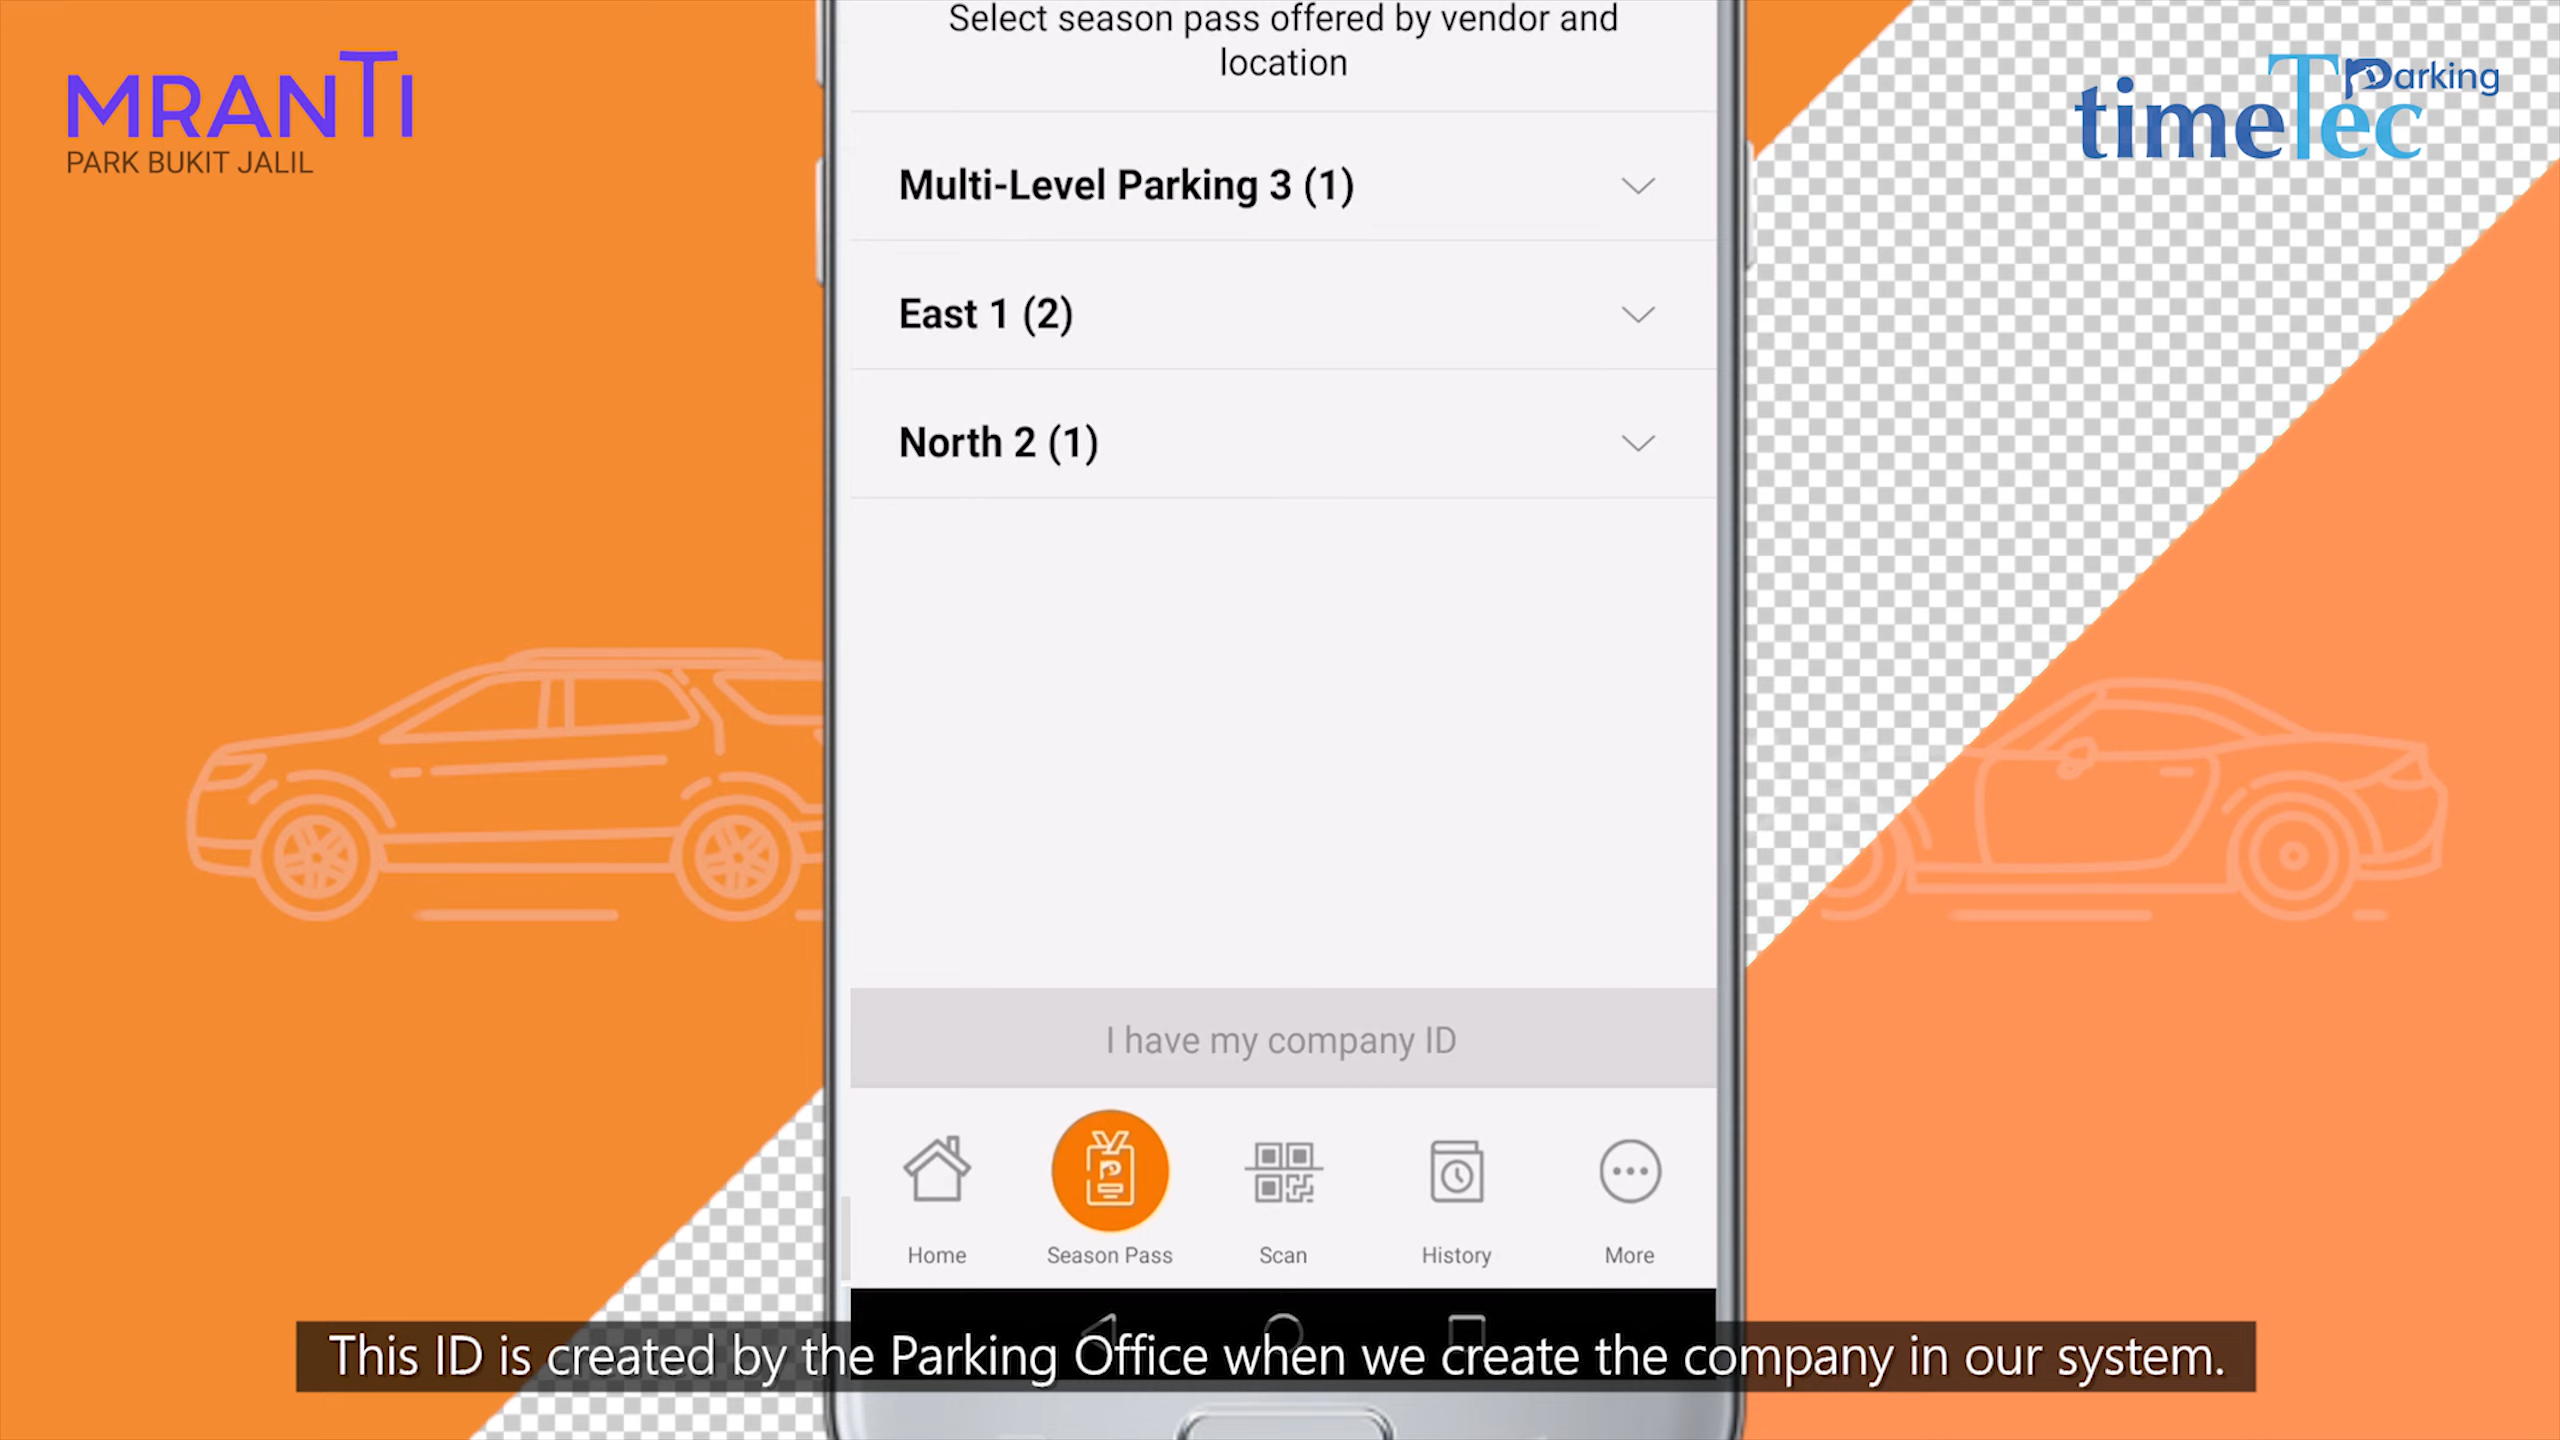 MRANTI
PARK BUKIT JALIL
timeTec Parking
Select season pass offered by vendor and
location
Multi-Level Parking 3 (1)
East 1 (2)
North 2 (1)
I have my company ID
Home
Season Pass
Scan
History
More
This ID is created by the Parking Office when we create the company in our system.